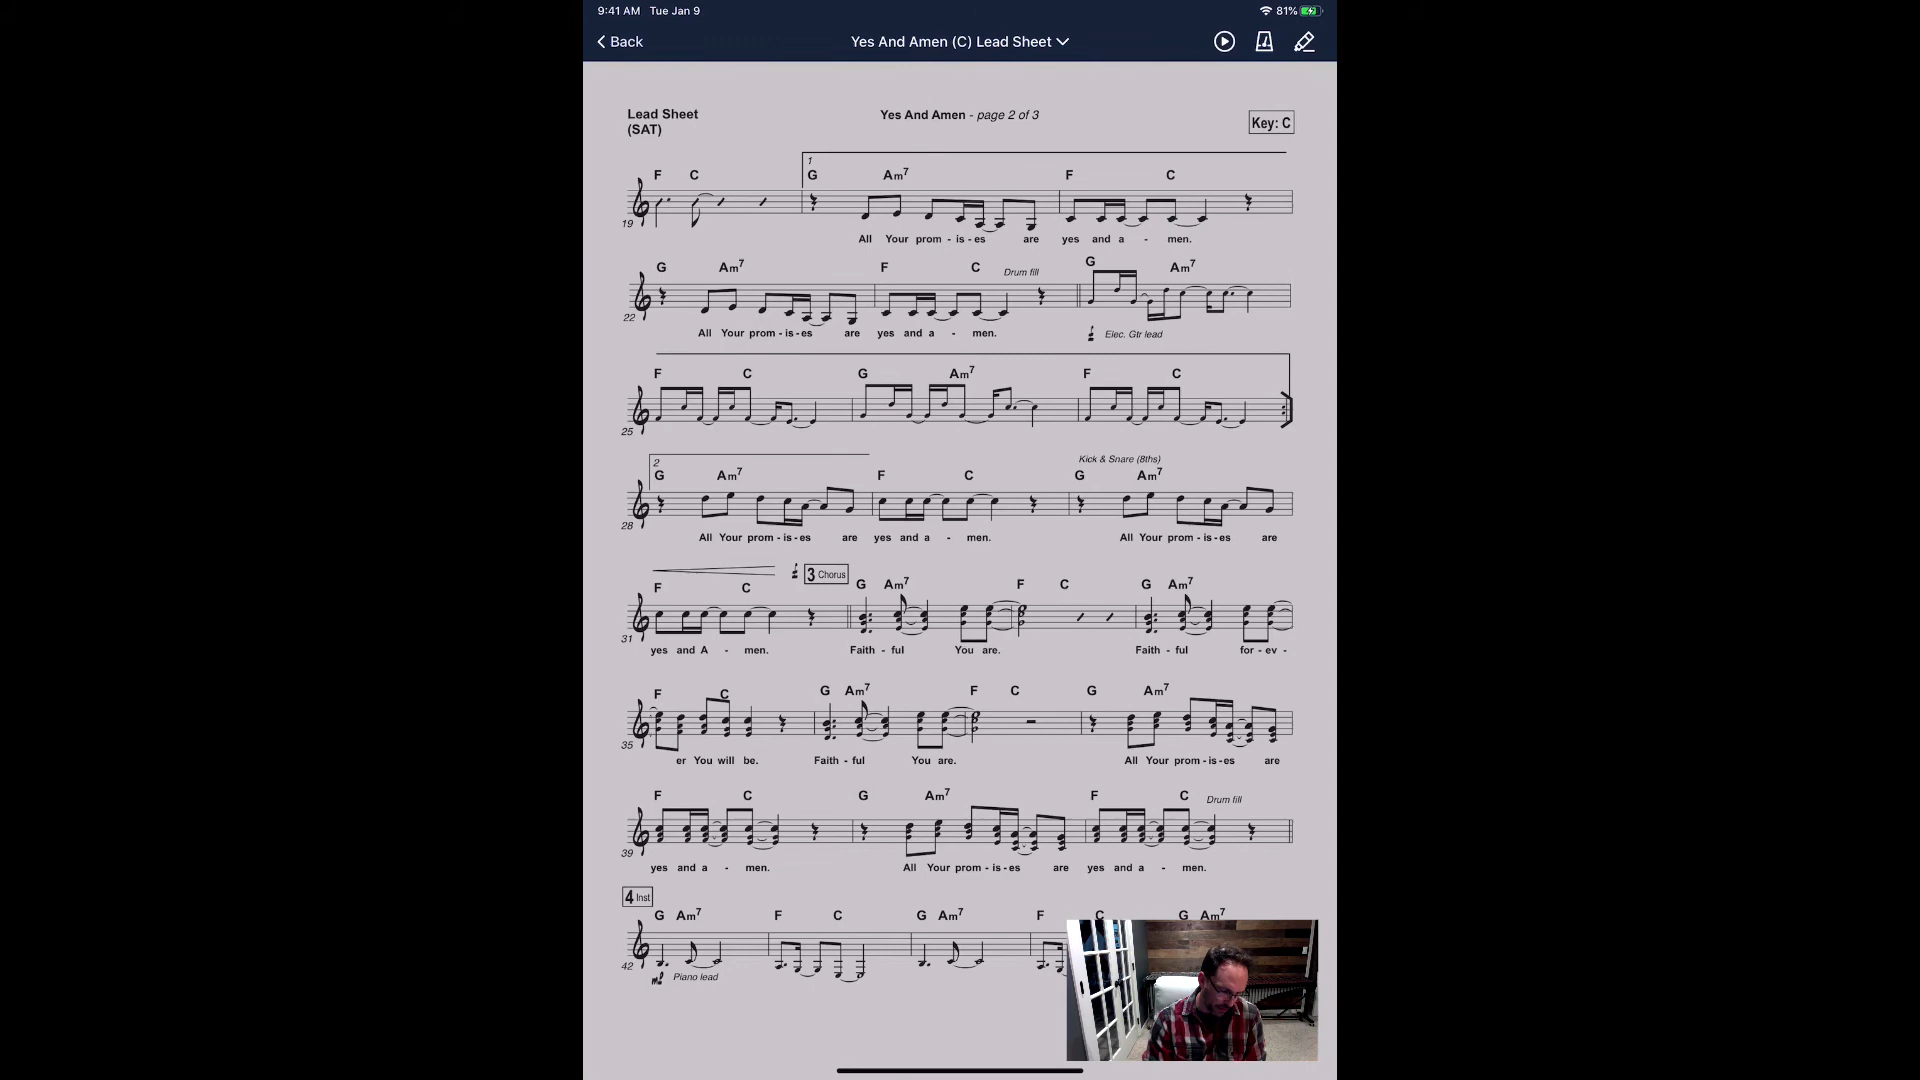 9:41 AM Tue Jan 9 81%
Back Yes And Amen (C) Lead Sheet
Lead Sheet Yes And Amen - page 2 of 3 Key: C
(SAT)
1
F C G Am7 F C
19
All Your prom - is - es are yes and a - men.
G Am7 F C Drum fill G Am7
22
All Your prom - is - es are yes and a - men. Elec. Gtr lead
F C G Am7 F C
25
2 Kick & Snare (8ths)
G Am7 F C G Am7
28
All Your prom - is - es are yes and a - men. All Your prom - is - es are
3 Chorus
F C G Am7 F C G Am7
31
yes and A - men. Faith - ful You are. Faith - ful for - ev -
F C G Am7 F C G Am7
35
er You will be. Faith - ful You are. All Your prom - is - es are
F C G Am7 F C Drum fill
39
yes and a - men. All Your prom - is - es are yes and a - men.
4 Inst
G Am7 F C G Am7 F C G Am7
42
Piano lead